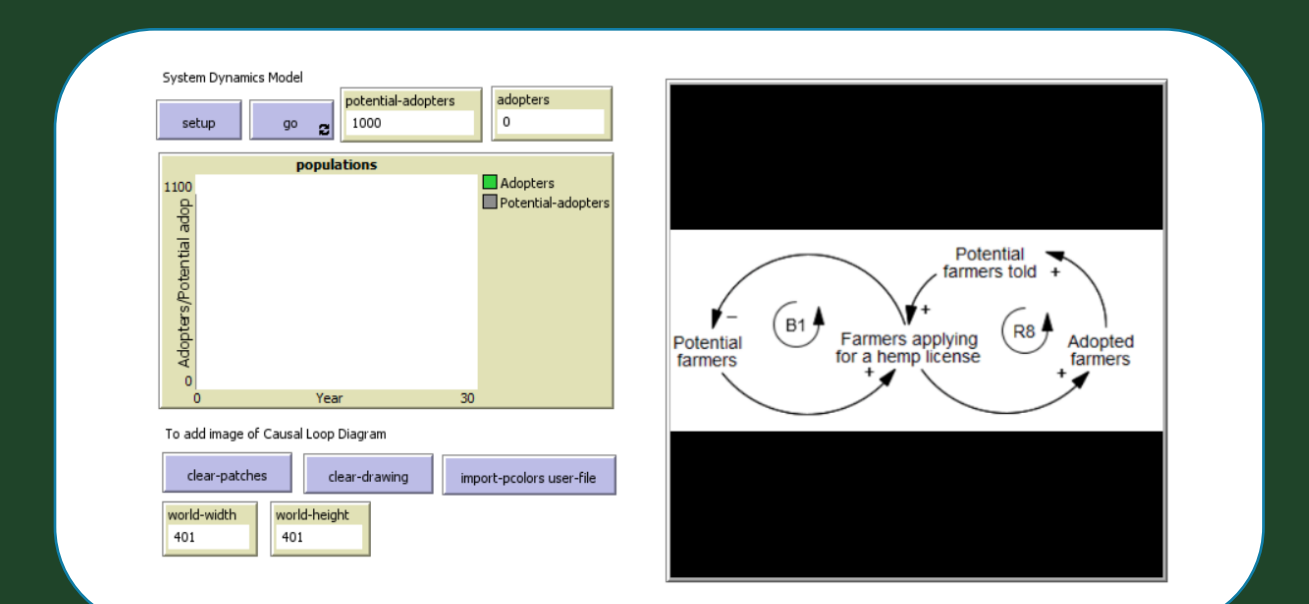 System Dynamics Model
setup
go
potential-adopters
1000
adopters
0
populations
1100
Adopters/Potential adop
0
0
Year
30
Adopters
Potential-adopters
To add image of Causal Loop Diagram
clear-patches
clear-drawing
import-pcolors user-file
world-width
401
world-height
401
Potential
farmers told
+
+
–
B1
R8
Potential
farmers
Farmers applying
for a hemp license
+
Adopted
farmers
+